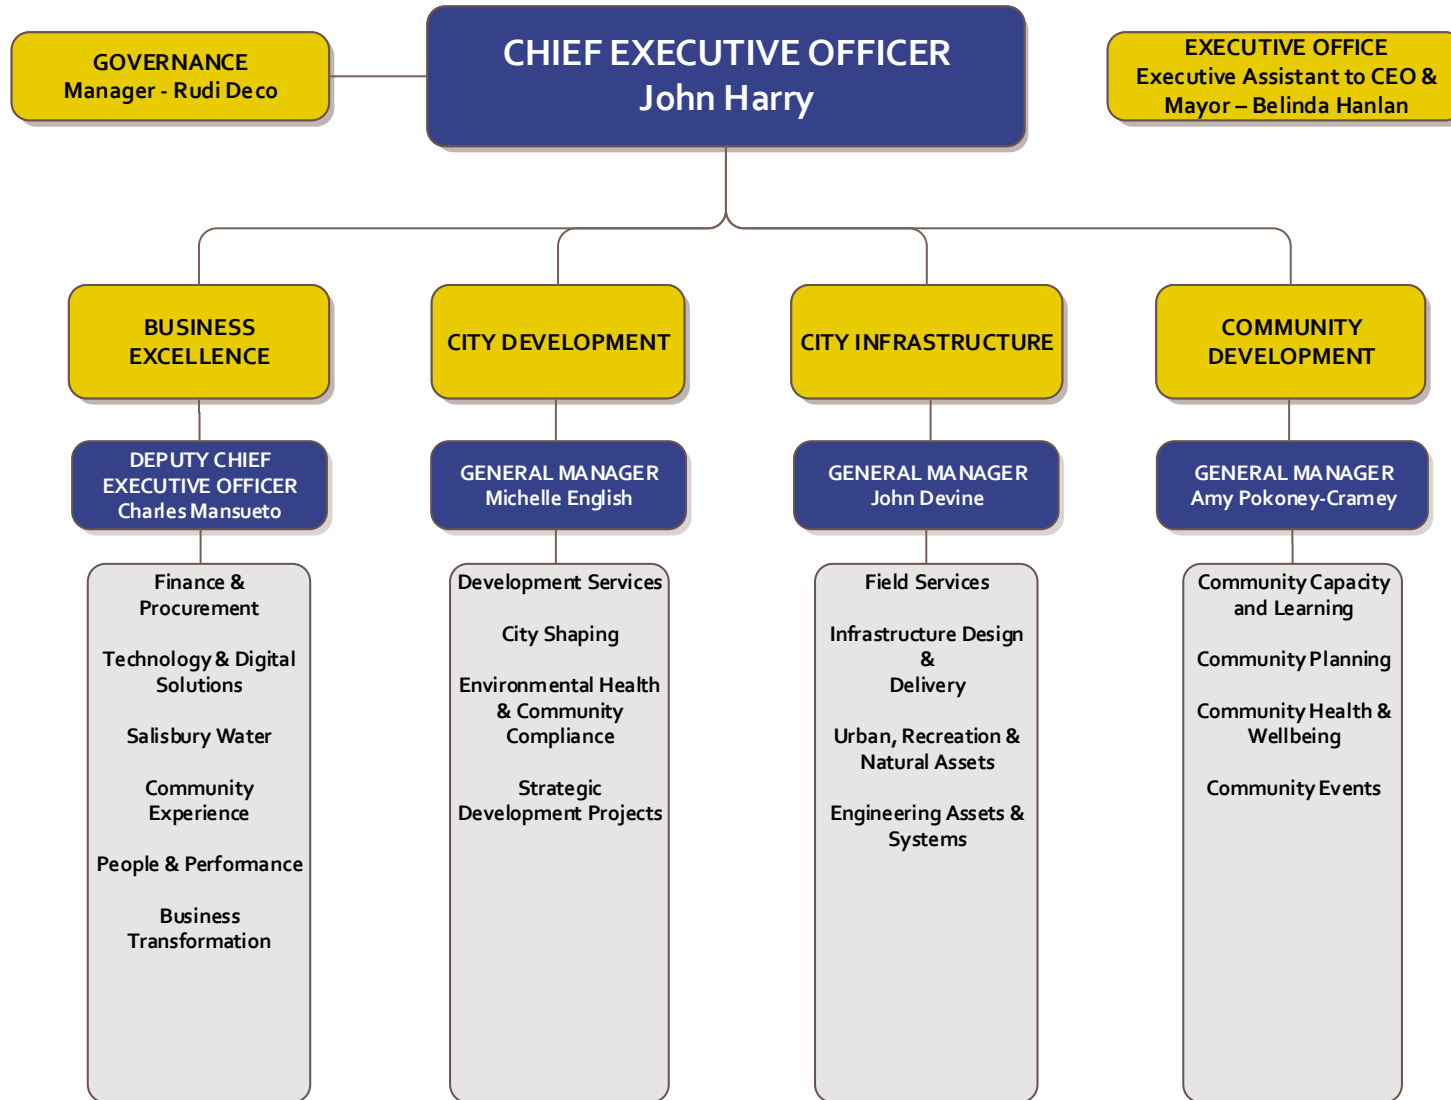 GOVERNANCE
Manager - Rudi Deco
CHIEF EXECUTIVE OFFICER
John Harry
EXECUTIVE OFFICE
Executive Assistant to CEO &
Mayor – Belinda Hanlan
BUSINESS
EXCELLENCE
CITY DEVELOPMENT
CITY INFRASTRUCTURE
COMMUNITY
DEVELOPMENT
DEPUTY CHIEF
EXECUTIVE OFFICER
Charles Mansueto
GENERAL MANAGER
Michelle English
GENERAL MANAGER
John Devine
GENERAL MANAGER
Amy Pokoney-Cramey
Finance &
Procurement
Technology & Digital
Solutions
Salisbury Water
Community
Experience
People & Performance
Business
Transformation
Development Services
City Shaping
Environmental Health
& Community
Compliance
Strategic
Development Projects
Field Services
Infrastructure Design
&
Delivery
Urban, Recreation &
Natural Assets
Engineering Assets &
Systems
Community Capacity
and Learning
Community Planning
Community Health &
Wellbeing
Community Events